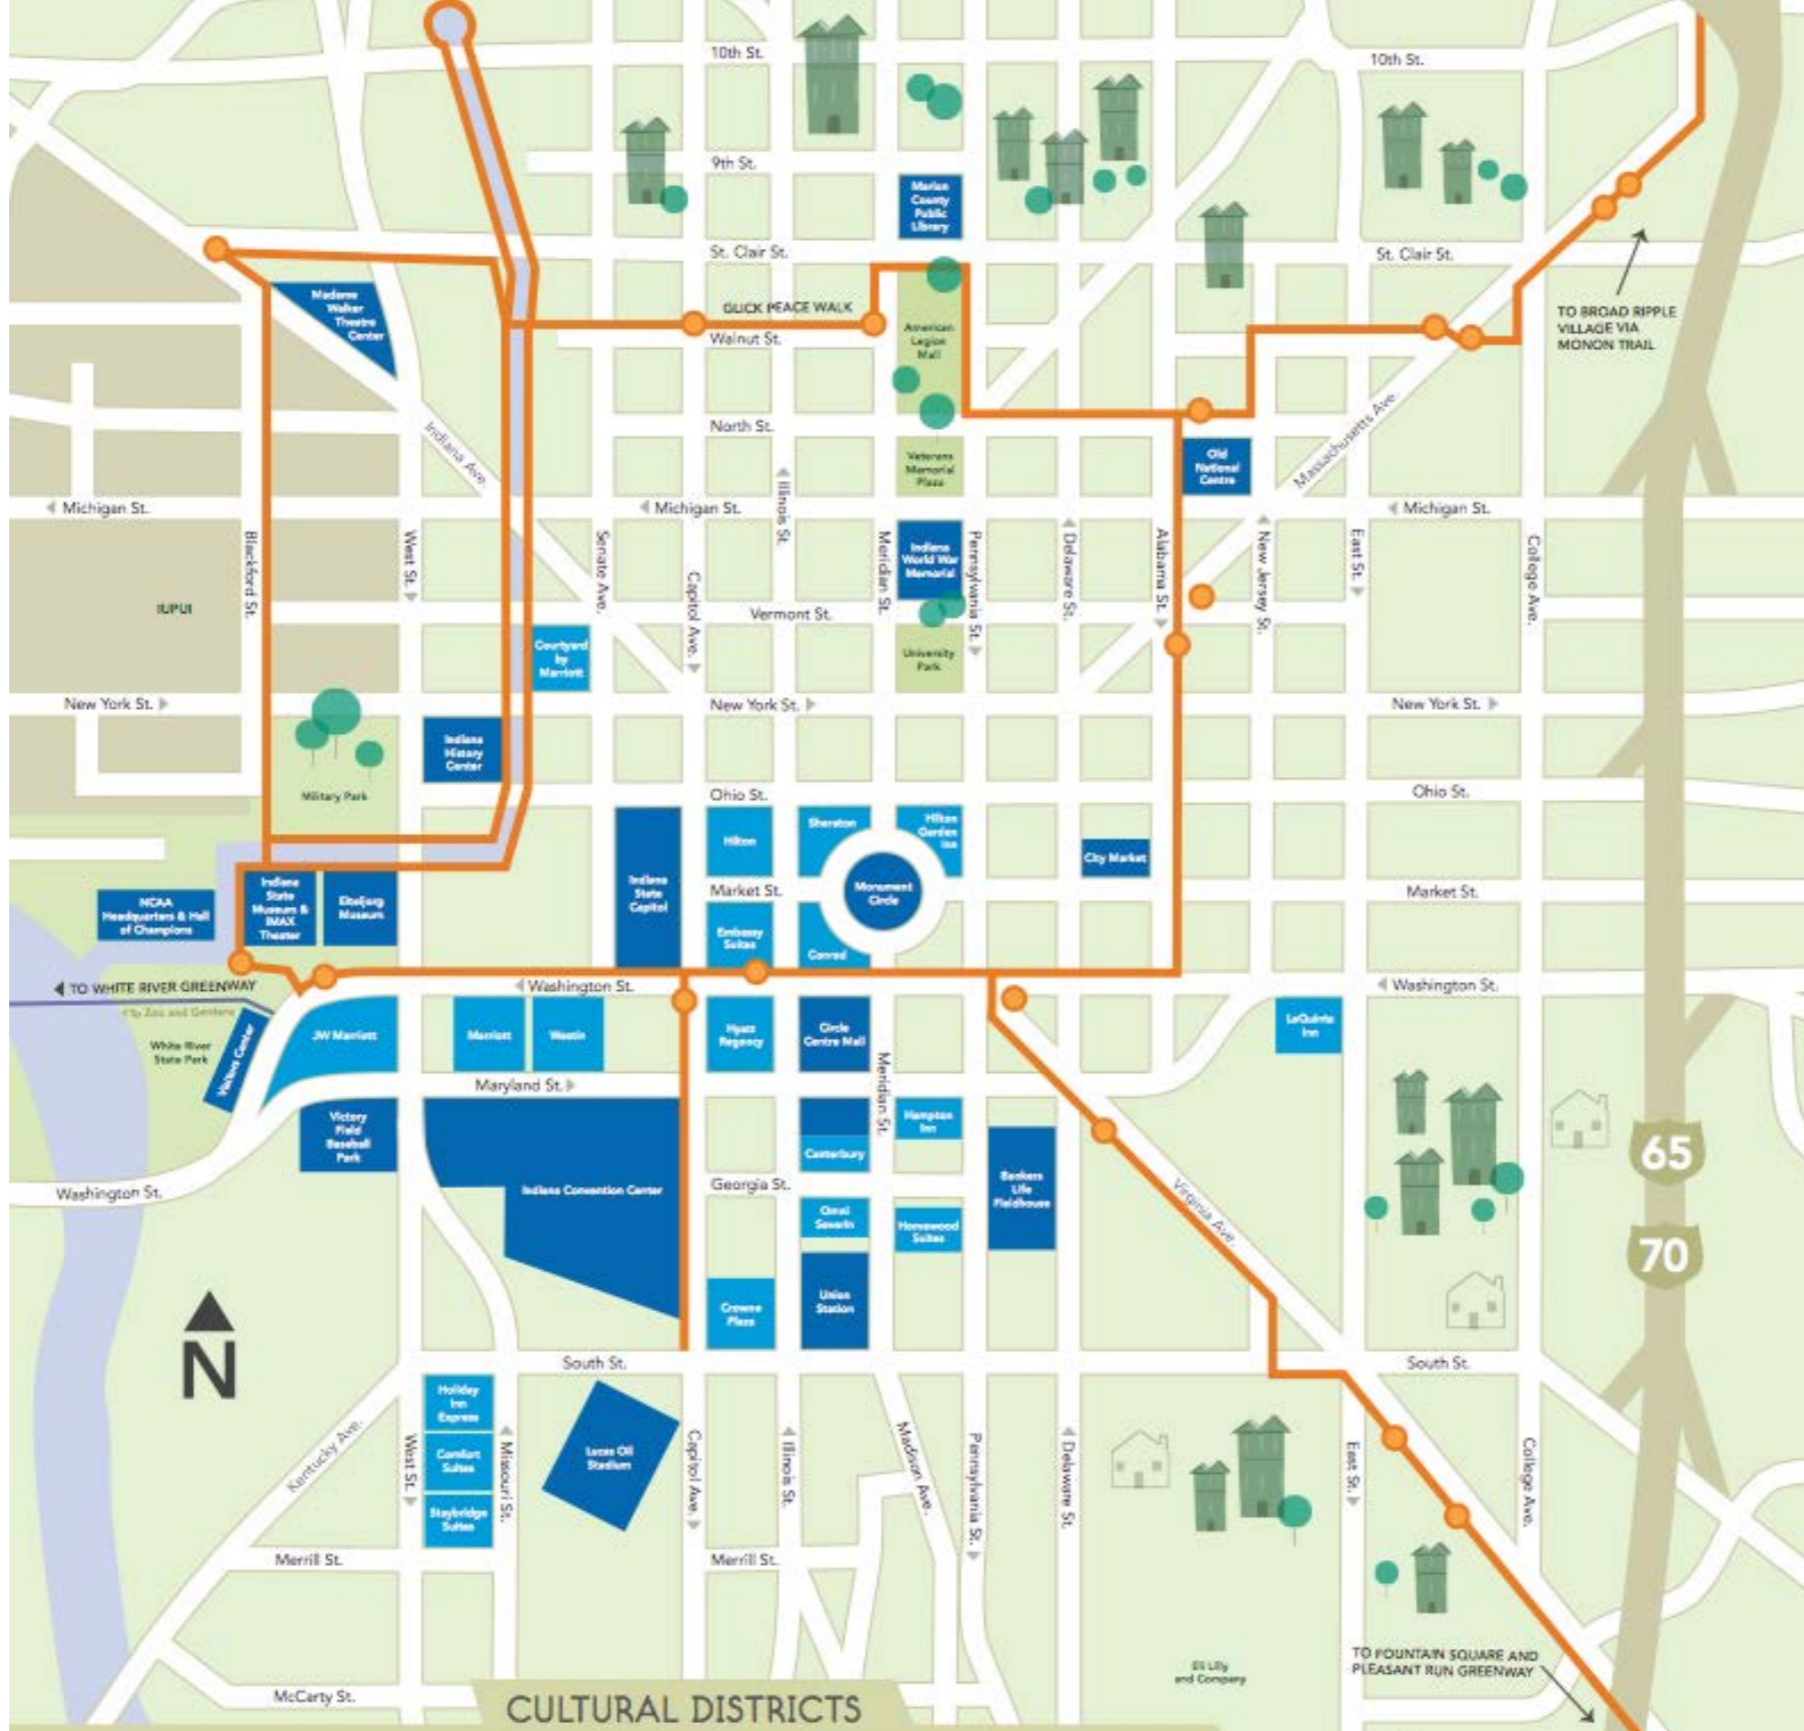 10th St.
10th St.
9th St.
Marion
County
Public
Library
St. Clair St.
St. Clair St.
Madame
Walker
Theatre
Center
GLICK PEACE WALK
Walnut St.
American
Legion
Mall
TO BROAD RIPPLE
VILLAGE VIA
MONON TRAIL
North St.
Indiana Ave.
Massachusetts Ave.
Veterans
Memorial
Plaza
Old
National
Centre
Michigan St.
Michigan St.
Michigan St.
Blackford St.
West St.
Senate Ave.
Capitol Ave.
Illinois St.
Meridian St.
Indiana
World War
Memorial
Pennsylvania St.
Delaware St.
Alabama St.
New Jersey St.
East St.
College Ave.
IUPUI
Vermont St.
Courtyard
by
Marriott
University
Park
New York St.
New York St.
New York St.
Indiana
History
Center
Military Park
Ohio St.
Ohio St.
Hilton
Sheraton
Hilton
Garden
Inn
City Market
Indiana
State
Capitol
Market St.
Monument
Circle
Market St.
NCAA
Headquarters & Hall
of Champions
Indiana
State
Museum &
IMAX
Theater
Eiteljorg
Museum
Embassy
Suites
Conrad
TO WHITE RIVER GREENWAY
Washington St.
Washington St.
White River
State Park
Visitors Center
JW Marriott
Marriott
Westin
Hyatt
Regency
Circle
Centre Mall
LaQuinta
Inn
Maryland St.
Meridian St.
Victory
Field
Baseball
Park
Hampton
Inn
Canterbury
65
Washington St.
Indiana Convention Center
Georgia St.
Bankers
Life
Fieldhouse
Virginia Ave.
Omni
Severin
Homewood
Suites
70
Crowne
Plaza
Union
Station
N
South St.
South St.
Holiday
Inn
Express
Comfort
Suites
Staybridge
Suites
Kentucky Ave.
West St.
Missouri St.
Lucas Oil
Stadium
Capitol Ave.
Illinois St.
Madison Ave.
Pennsylvania St.
Delaware St.
East St.
College Ave.
Merrill St.
Merrill St.
Eli Lilly
and Company
TO FOUNTAIN SQUARE AND
PLEASANT RUN GREENWAY
McCarty St.
CULTURAL DISTRICTS